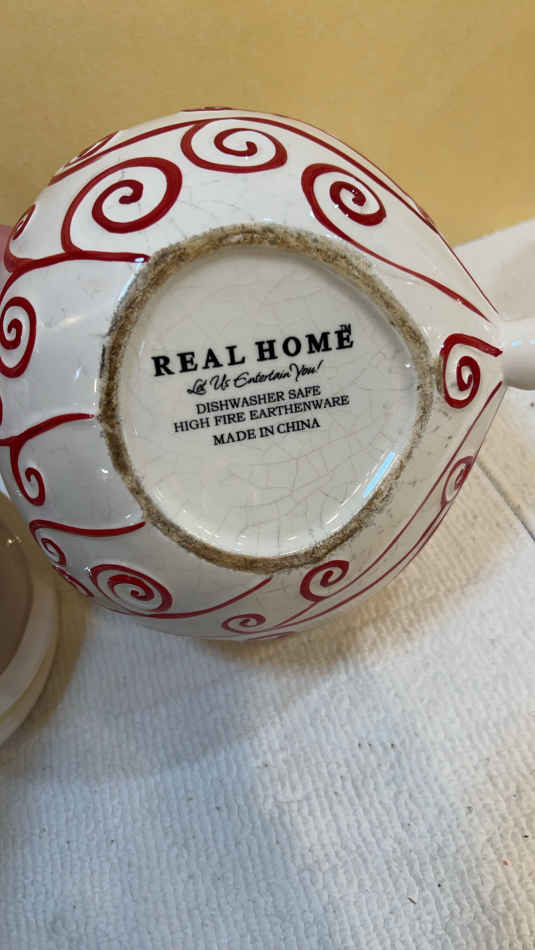 REAL HOME™
Let Us Entertain You!
DISHWASHER SAFE
HIGH FIRE EARTHENWARE
MADE IN CHINA